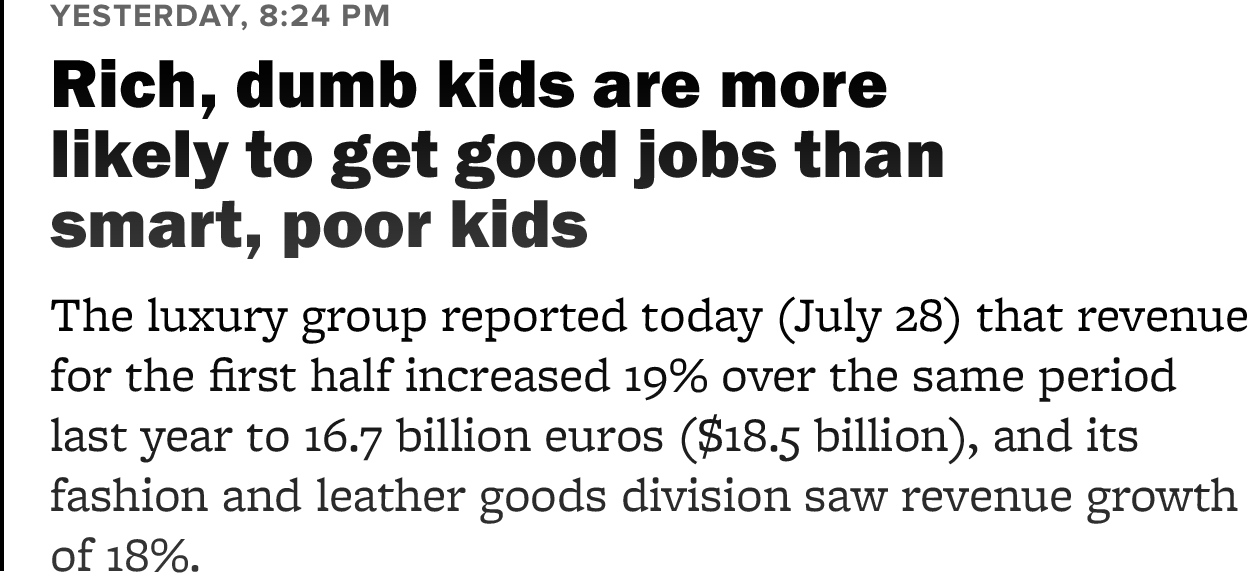 YESTERDAY, 8:24 PM
Rich, dumb kids are more
likely to get good jobs than
smart, poor kids
The luxury group reported today (July 28) that revenue
for the first half increased 19% over the same period
last year to 16.7 billion euros ($18.5 billion), and its
fashion and leather goods division saw revenue growth
of 18%.